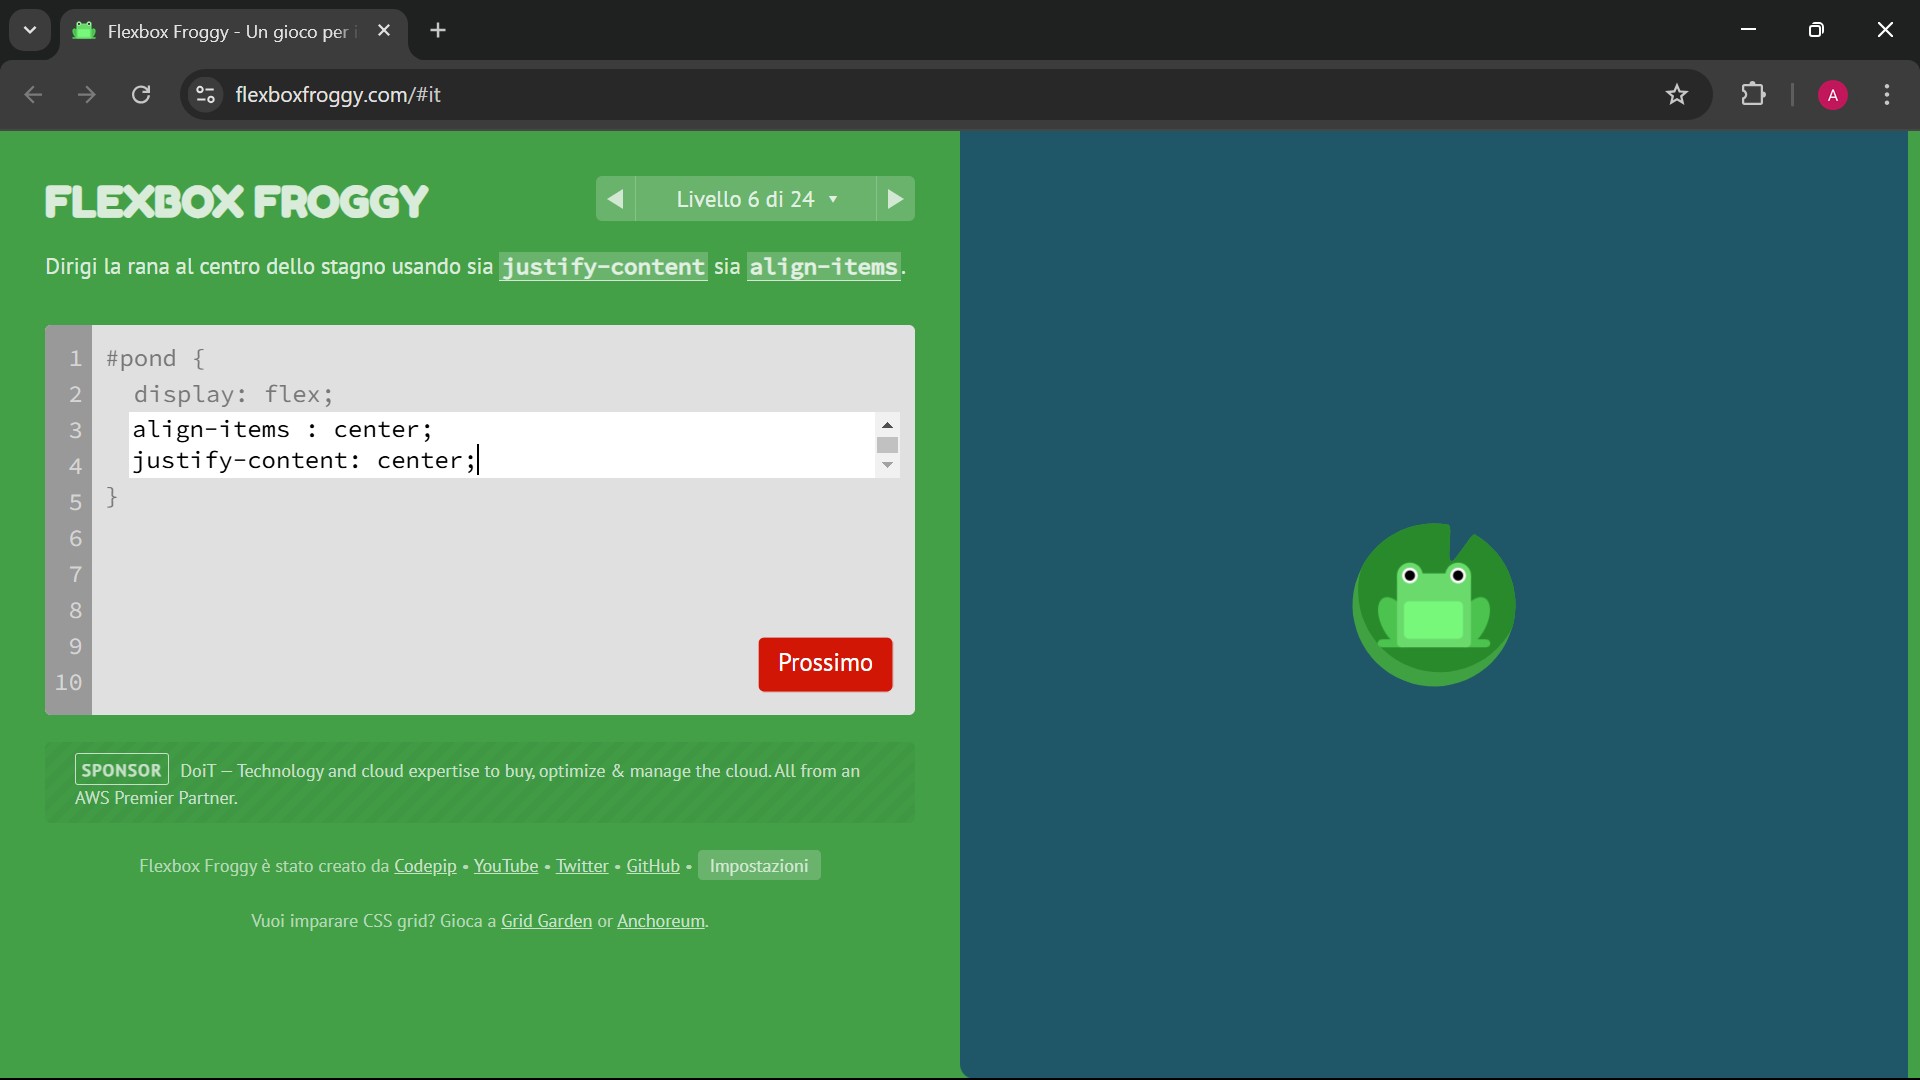 Flexbox Froggy - Un gioco per i
flexboxfroggy.com/#it
A
FLEXBOX FROGGY
Livello 6 di 24
Dirigi la rana al centro dello stagno usando sia justify-content sia align-items.
1 #pond {
2 display: flex;
3 align-items : center;
4 justify-content: center;
5 }
6
7
8
9
10
Prossimo
SPONSOR DoiT – Technology and cloud expertise to buy, optimize & manage the cloud. All from an
AWS Premier Partner.
Flexbox Froggy è stato creato da Codepip • YouTube • Twitter • GitHub • Impostazioni
Vuoi imparare CSS grid? Gioca a Grid Garden or Anchoreum.